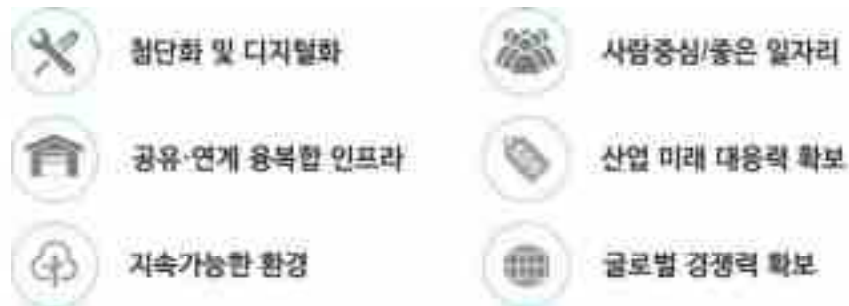 첨단화 및 디지털화
사람중심/좋은 일자리
공유·연계 융복합 인프라
산업 미래 대응력 확보
지속가능한 환경
글로벌 경쟁력 확보